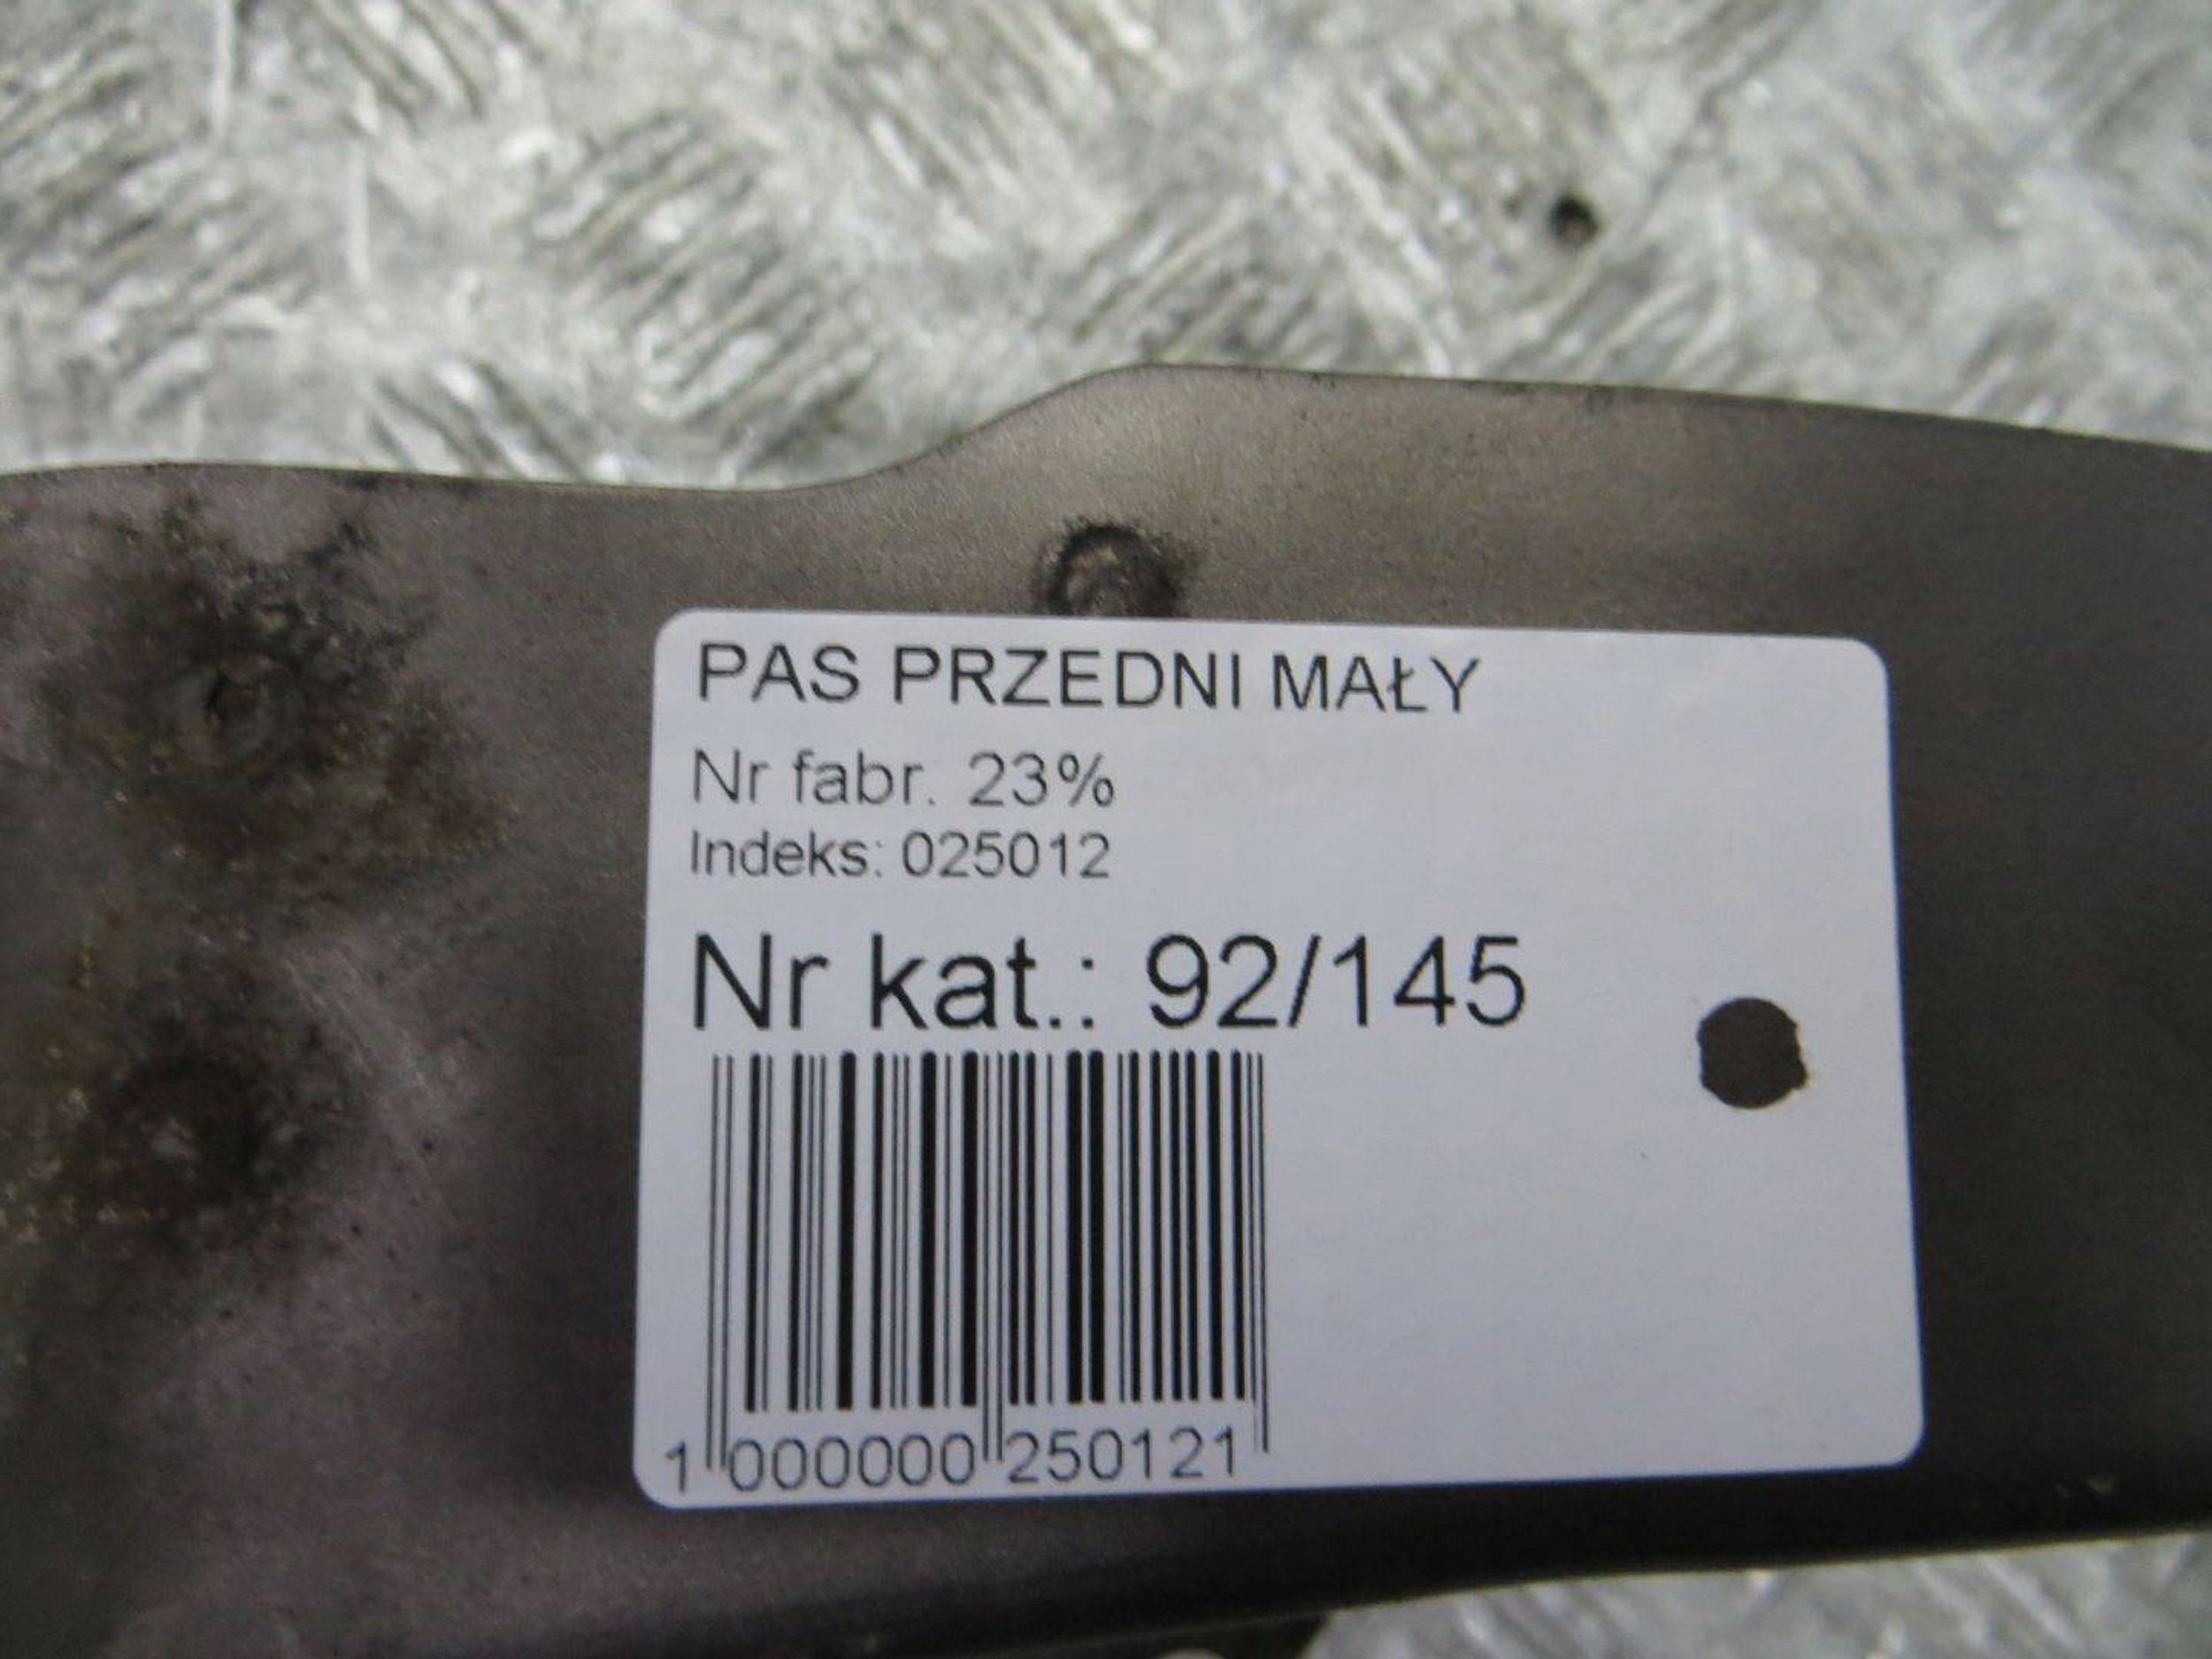 PAS PRZEDNI MAŁY
Nr fabr. 23%
Indeks: 025012
Nr kat.: 92/145
1 000000 250121